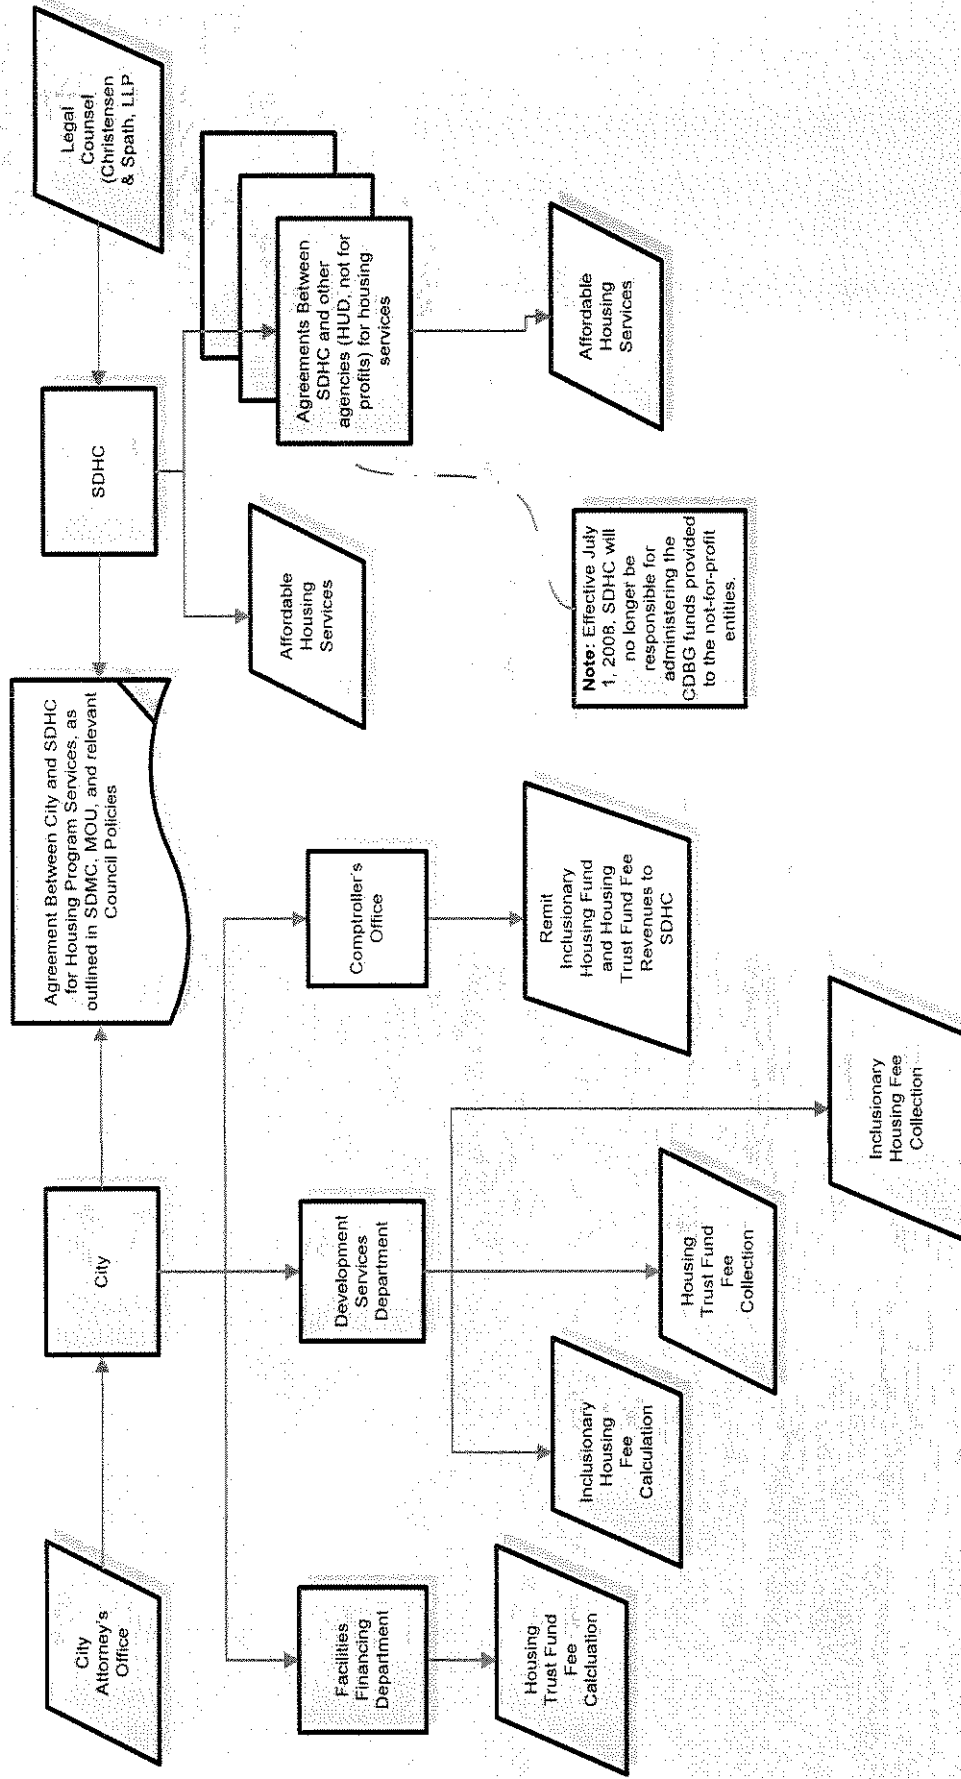 City
Attorney's
Office
City
Agreement Between City and SDHC
for Housing Program Services, as
outlined in SDMC, MOU, and relevant
Council Policies
SDHC
Legal
Counsel
(Christensen
& Spath, LLP
Facilities
Financing
Department
Development
Services
Department
Comptroller's
Office
Affordable
Housing
Services
Agreements Between
SDHC and other
agencies (HUD, not for
profits) for housing
services
Housing
Trust Fund
Fee
Calcluation
Inclusionary
Housing
Fee
Calculation
Housing
Trust Fund
Fee
Collection
Inclusionary
Housing Fee
Collection
Remit
Inclusionary
Housing Fund
and Housing
Trust Fund Fee
Revenues to
SDHC
Note: Effective July
1, 2008, SDHC will
no longer be
responsible for
administering the
CDBG funds provided
to the not-for-profit
entities.
Affordable
Housing
Services